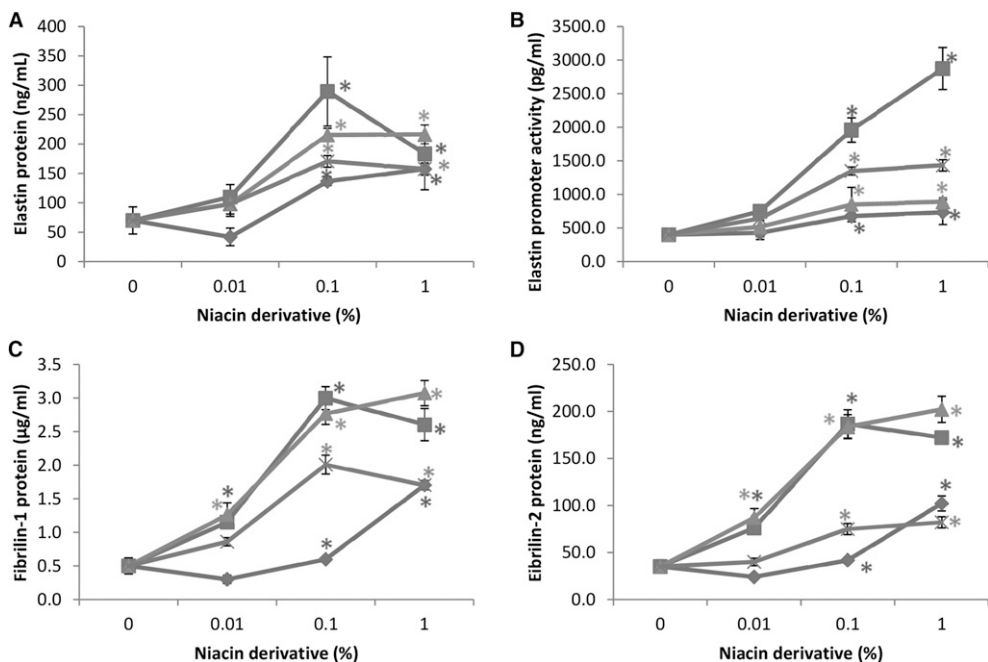 A
Elastin protein (ng/mL)
400
350
300
250
200
150
100
50
0
0 0.01 0.1 1
Niacin derivative (%)
* * * * * * * *
B
Elastin promoter activity (pg/ml)
3500.0
3000.0
2500.0
2000.0
1500.0
1000.0
500.0
0.0
0 0.01 0.1 1
Niacin derivative (%)
* * * * * * * *
C
Fibrilin-1 protein (µg/ml)
3.5
3.0
2.5
2.0
1.5
1.0
0.5
0.0
0 0.01 0.1 1
Niacin derivative (%)
* * * * * * * * * *
D
Eibrilin-2 protein (ng/ml)
250.0
200.0
150.0
100.0
50.0
0.0
0 0.01 0.1 1
Niacin derivative (%)
* * * * * * * * * *